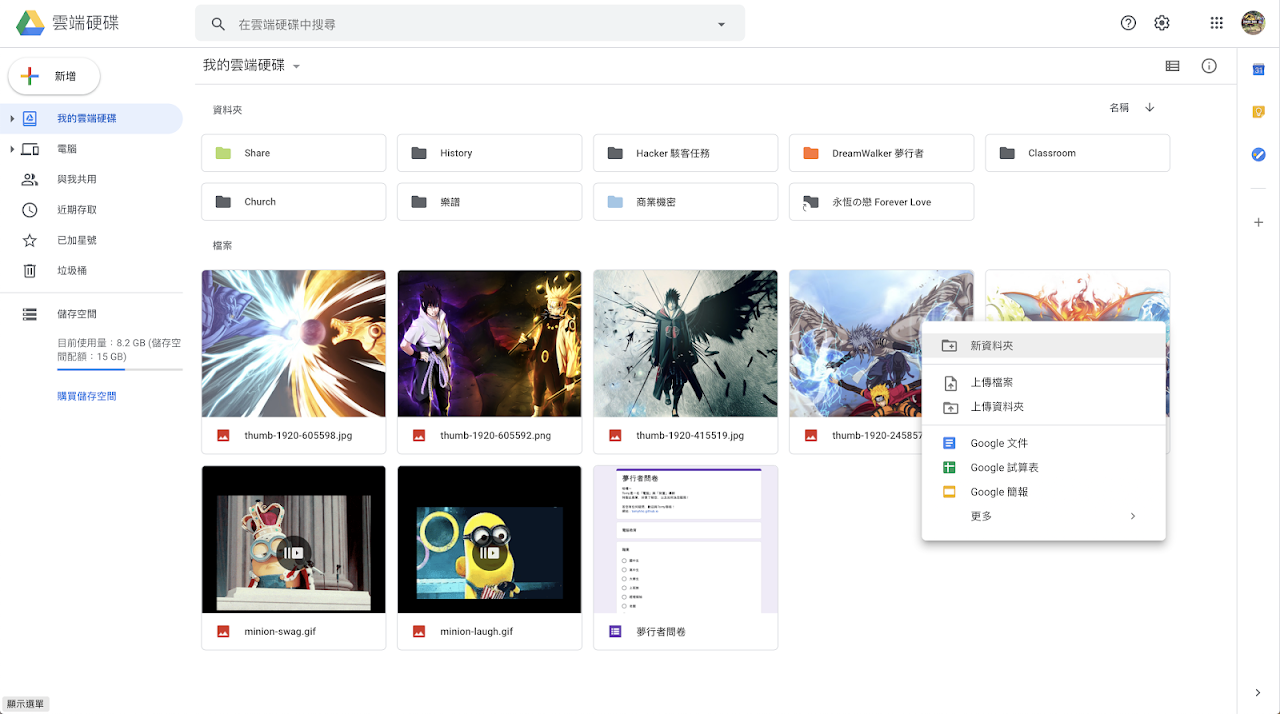 雲端硬碟
在雲端硬碟中搜尋
新增
我的雲端硬碟
電腦
與我共用
近期存取
已加星號
垃圾桶
儲存空間
目前使用量：8.2 GB (儲存空
間配額：15 GB)
購買儲存空間
我的雲端硬碟
31
資料夾
名稱
Share
History
Hacker 駭客任務
DreamWalker 夢行者
Classroom
Church
樂譜
商業機密
永恆の戀 Forever Love
檔案
thumb-1920-605598.jpg
thumb-1920-605592.png
thumb-1920-415519.jpg
thumb-1920-245857
新資料夾
上傳檔案
上傳資料夾
Google 文件
Google 試算表
Google 簡報
更多
夢行者問卷
minion-swag.gif
minion-laugh.gif
夢行者問卷
顯示選單